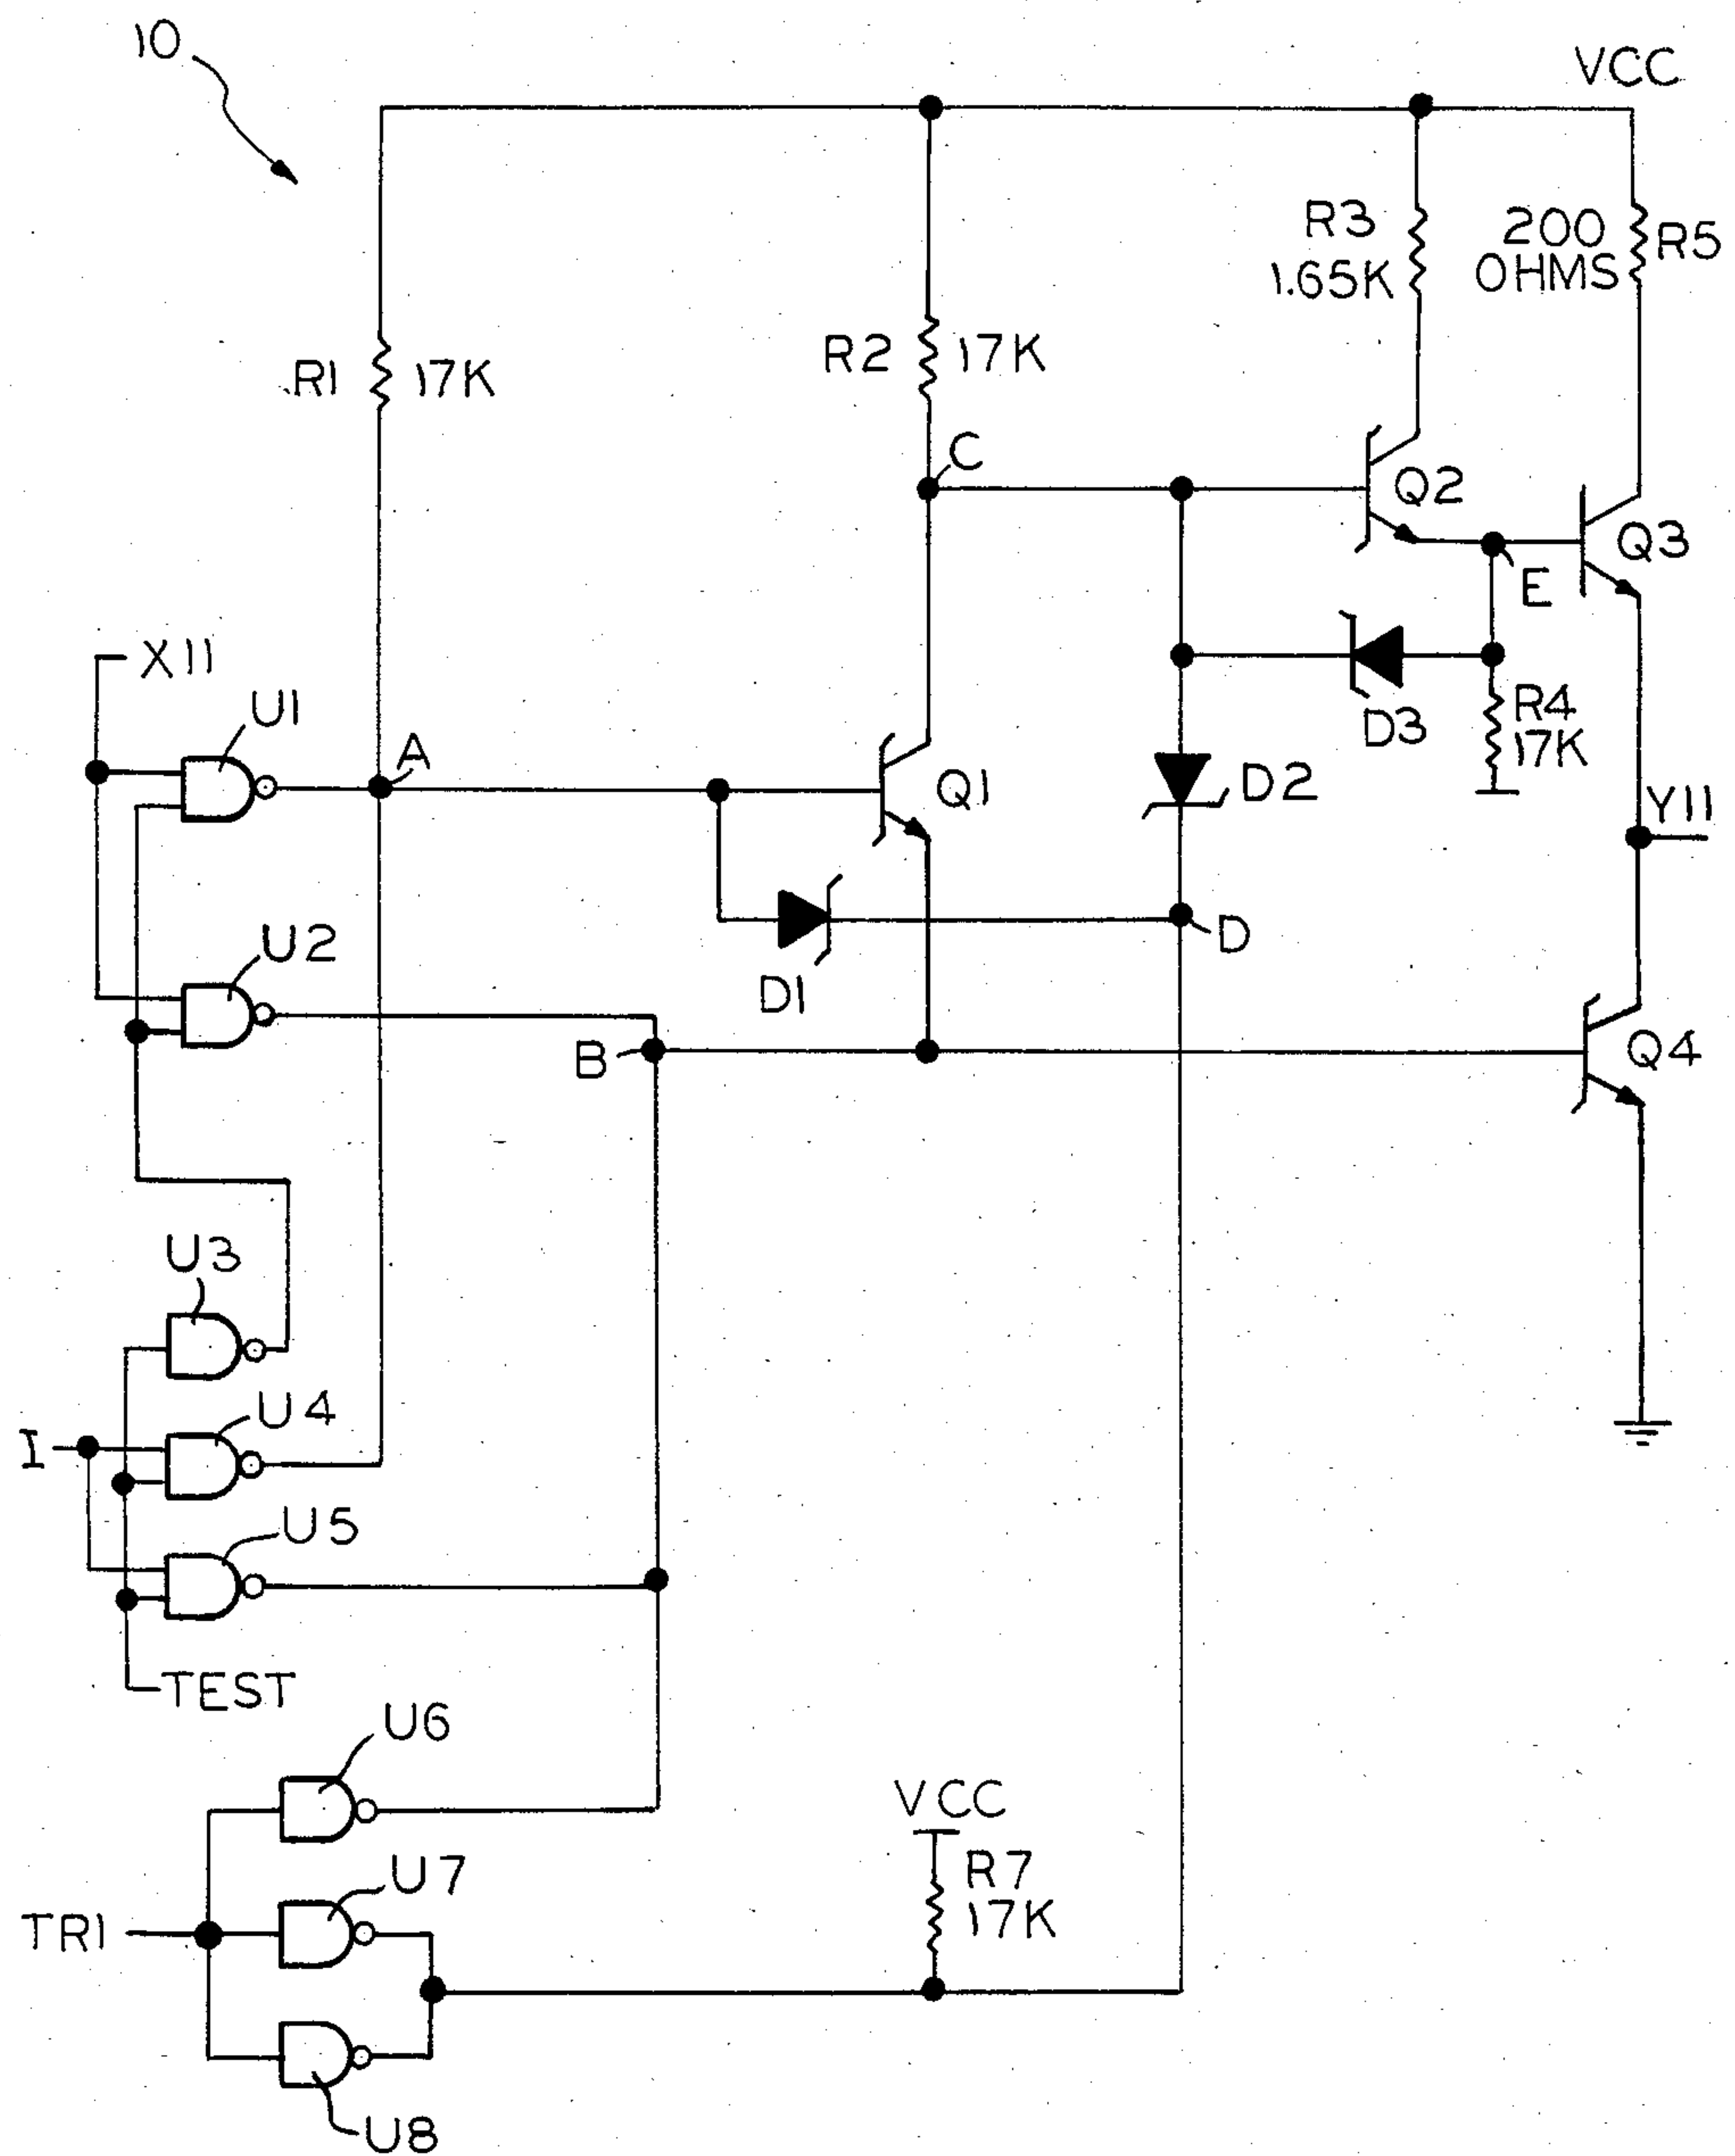 10
VCC
R3
1.65K
200
OHMS
R5
R1
17K
R2
17K
C
Q2
Q3
E
X11
U1
A
Q1
D3
R4
17K
D2
Y11
U2
D1
D
B
Q4
U3
U4
I
U5
TEST
U6
VCC
U7
R7
17K
TRI
U8